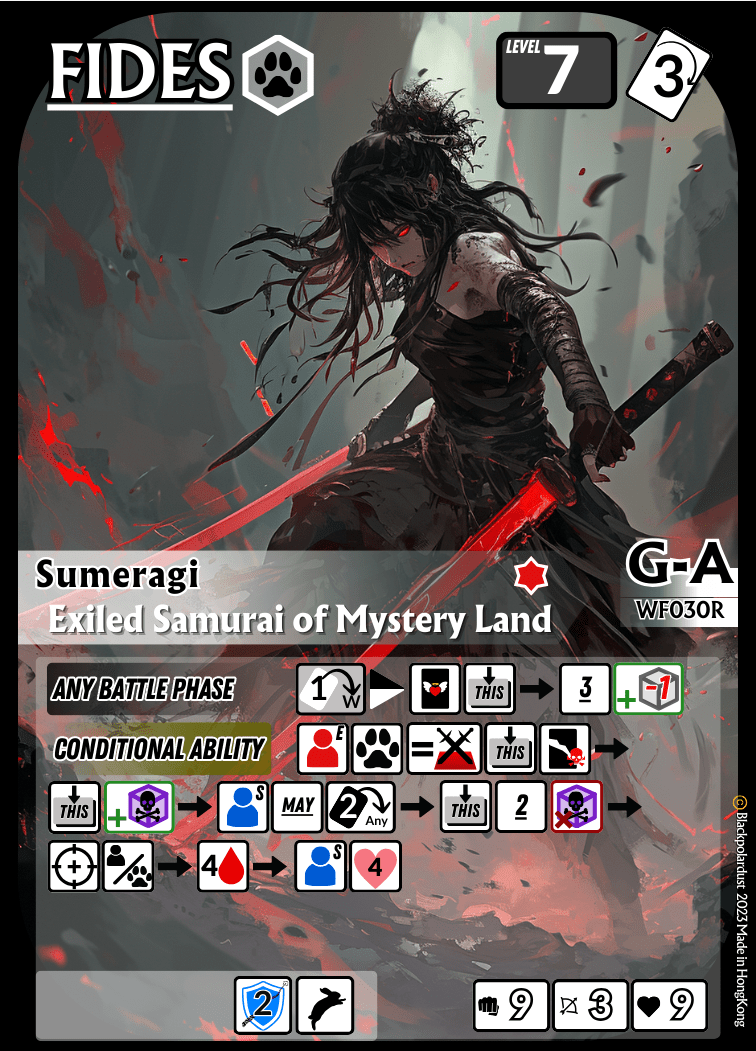 FIDES
LEVEL 7
3
Sumeragi
G-A
Exiled Samurai of Mystery Land
WF030R
ANY BATTLE PHASE 1 W THIS 3 + -1
CONDITIONAL ABILITY E = THIS
THIS + S MAY 2 Any THIS 2
4 S 4
2 9 3 9
© Blackpolardust 2023 Made in HongKong